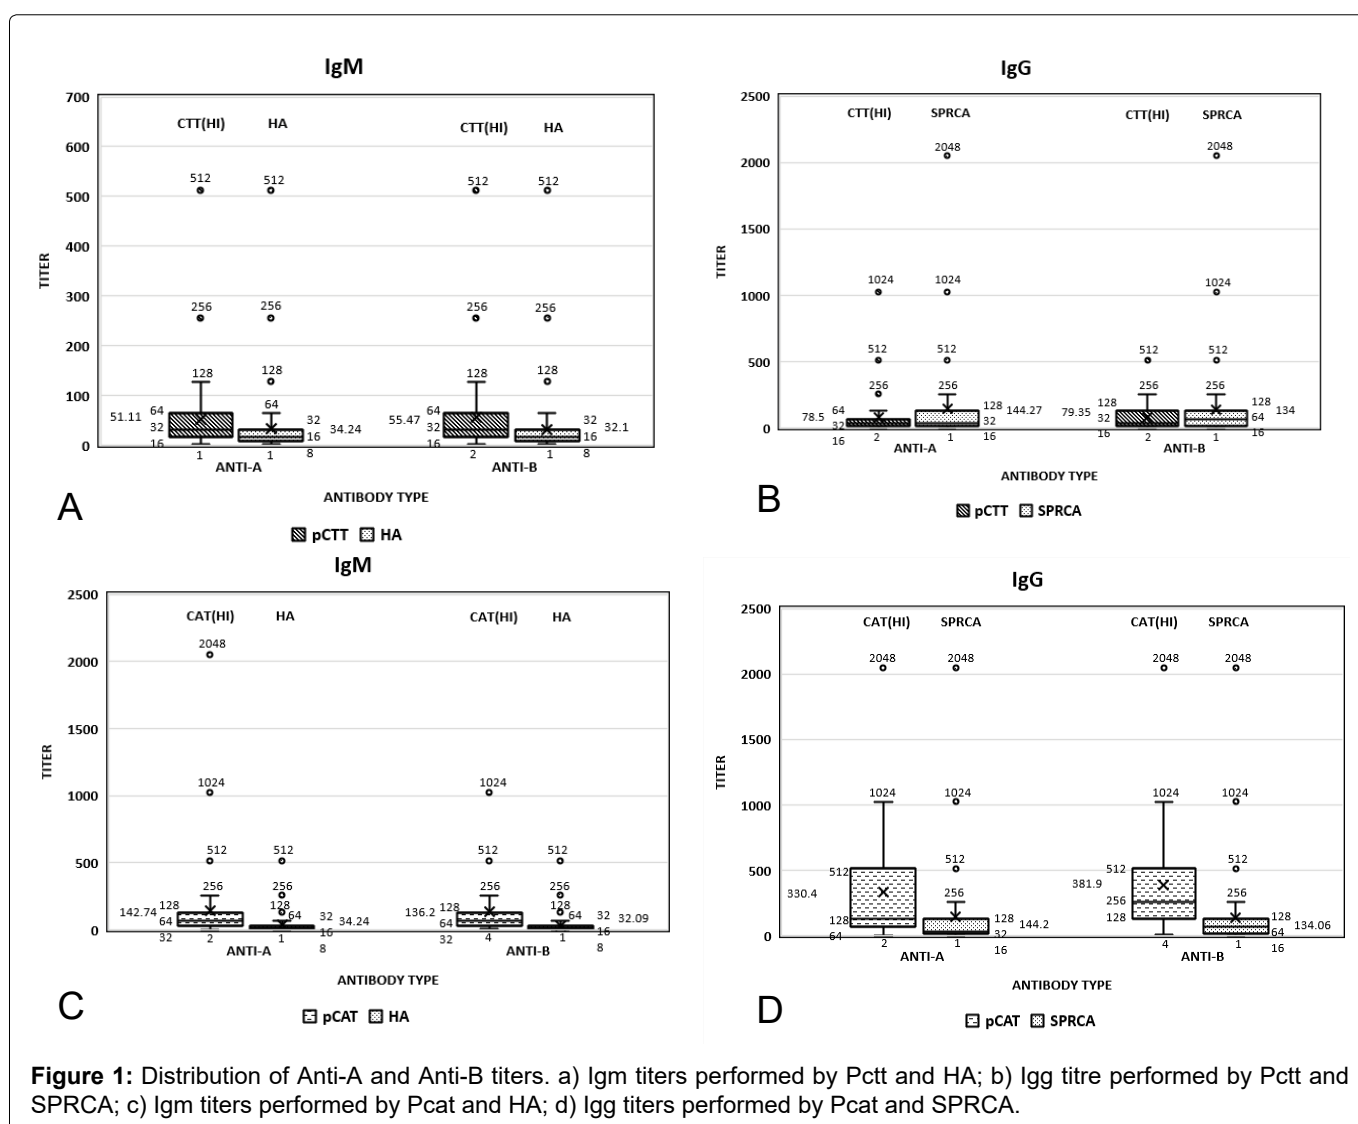 IgM
700
600
500
400
300
200
100
0
TITER
CTT(HI) HA CTT(HI) HA
512 512 512 512
256 256 256 256
128 128 128 128
64
51.11 64 32 16
32 16 8 34.24
55.47 64 32 16
32 16 8 32.1
1 1 2 1
ANTI-A ANTI-B
ANTIBODY TYPE
A
pCTT HA
IgG
2500
2000
1500
1000
500
0
TITER
CTT(HI) SPRCA CTT(HI) SPRCA
2048 2048
1024 1024 1024
512 512 512 512
256 256 256 256
78.5 64 32 16
128 32 16 144.27
79.35 128 32 16
128 64 16 134
2 1 2 1
ANTI-A ANTI-B
ANTIBODY TYPE
B
pCTT SPRCA
IgM
2500
2000
1500
1000
500
0
TITER
CAT(HI) HA CAT(HI) HA
2048
1024 1024
512 512 512 512
256 256 256 256
128 128
64 64
142.74 128 64 32
32 16 8 34.24
136.2 128 64 32
32 16 8 32.09
2 1 4 1
ANTI-A ANTI-B
ANTIBODY TYPE
C
pCAT HA
IgG
2500
2000
1500
1000
500
0
TITER
CAT(HI) SPRCA CAT(HI) SPRCA
2048 2048 2048 2048
1024 1024 1024 1024
512 512
256 256
330.4 512 128 64
128 32 16 144.2
381.9 512 256 128
128 64 16 134.06
2 1 4 1
ANTI-A ANTI-B
ANTIBODY TYPE
D
pCAT SPRCA
Figure 1: Distribution of Anti-A and Anti-B titers. a) Igm titers performed by Pctt and HA; b) Igg titre performed by Pctt and
SPRCA; c) Igm titers performed by Pcat and HA; d) Igg titers performed by Pcat and SPRCA.